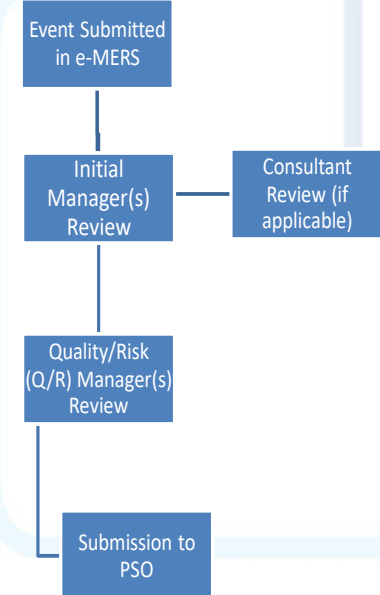 Event Submitted
in e-MERS
Initial
Manager(s)
Review
Consultant
Review (if
applicable)
Quality/Risk
(Q/R) Manager(s)
Review
Submission to
PSO